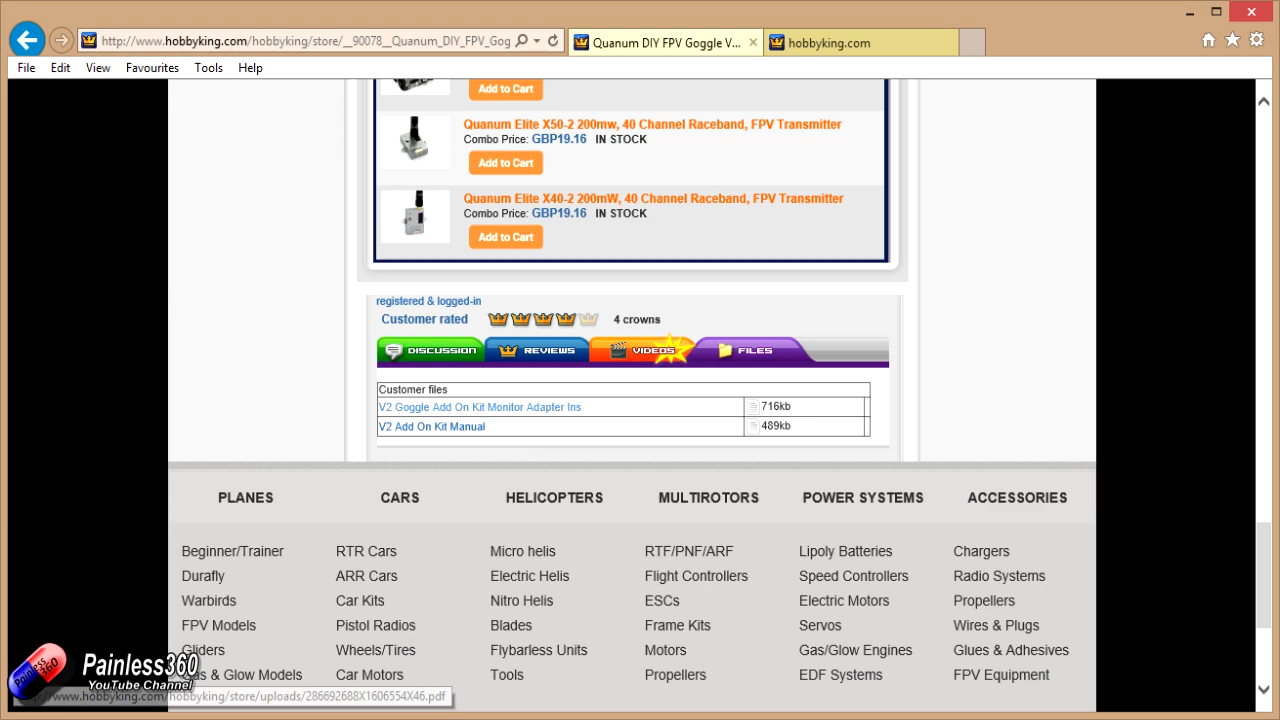 http://www.hobbyking.com/hobbyking/store/__90078__Quanum_DIY_FPV_Gog
Quanum DIY FPV Goggle V...
hobbyking.com
File Edit View Favourites Tools Help
Add to Cart
Quanum Elite X50-2 200mw, 40 Channel Raceband, FPV Transmitter
Combo Price: GBP19.16 IN STOCK
Add to Cart
Quanum Elite X40-2 200mW, 40 Channel Raceband, FPV Transmitter
Combo Price: GBP19.16 IN STOCK
Add to Cart
registered & logged-in
Customer rated 4 crowns
DISCUSSION REVIEWS VIDEOS FILES
Customer files
V2 Goggle Add On Kit Monitor Adapter Ins 716kb
V2 Add On Kit Manual 489kb
PLANES CARS HELICOPTERS MULTIROTORS POWER SYSTEMS ACCESSORIES
Beginner/Trainer RTR Cars Micro helis RTF/PNF/ARF Lipoly Batteries Chargers
Durafly ARR Cars Electric Helis Flight Controllers Speed Controllers Radio Systems
Warbirds Car Kits Nitro Helis ESCs Electric Motors Propellers
FPV Models Pistol Radios Blades Frame Kits Servos Wires & Plugs
Gliders Wheels/Tires Flybarless Units Motors Gas/Glow Engines Glues & Adhesives
Gas & Glow Models Car Motors Tools Propellers EDF Systems FPV Equipment
Painless360
Painless360
YouTube Channel
www.hobbyking.com/hobbyking/store/uploads/286692688X1606554X46.pdf